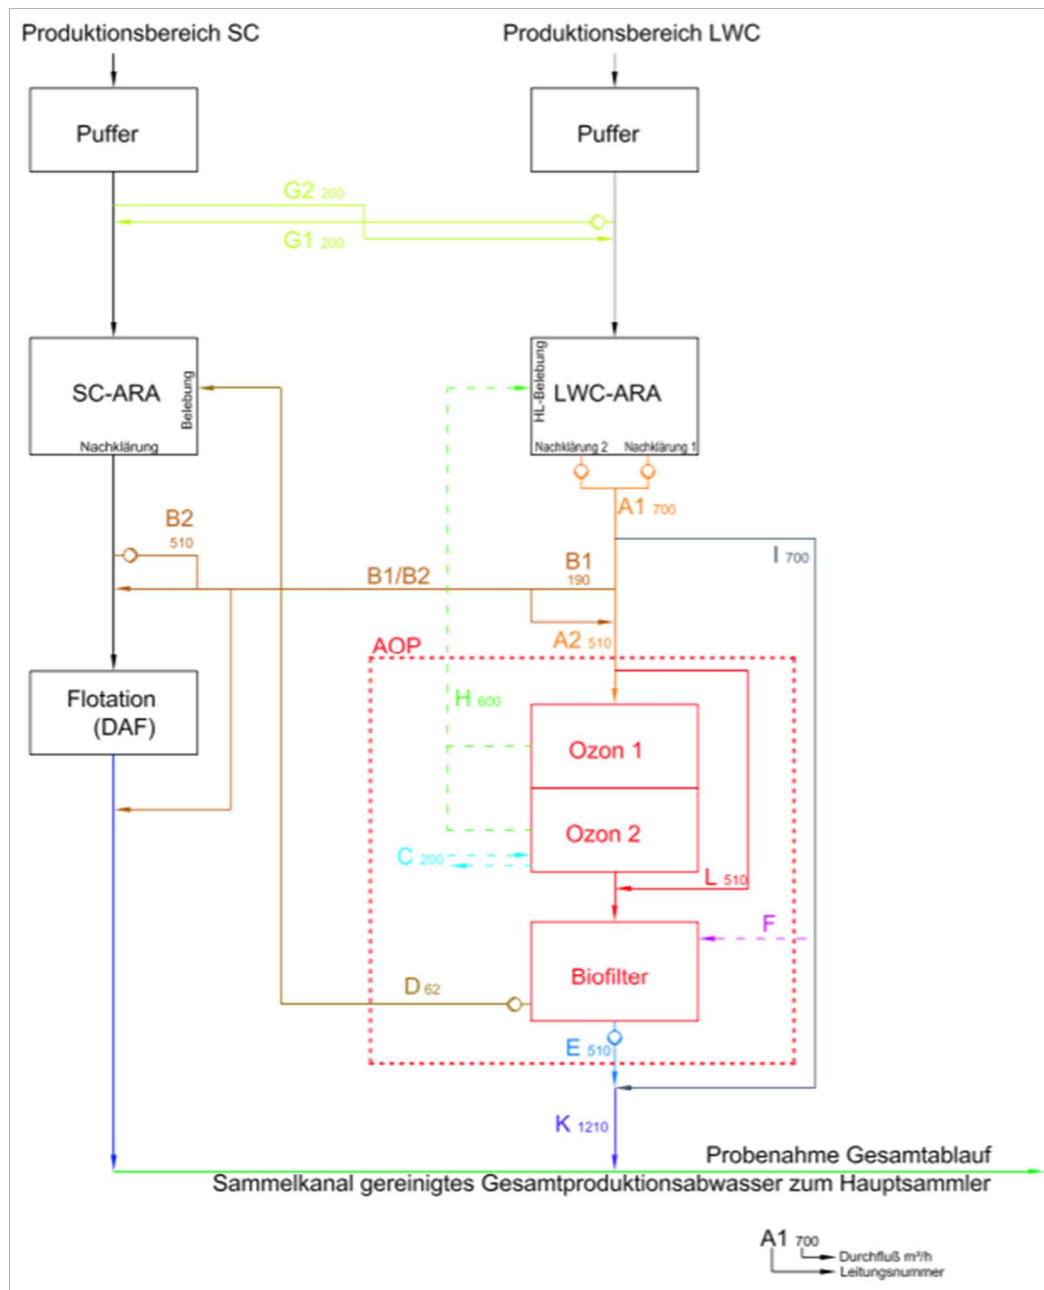 Produktionsbereich SC
Produktionsbereich LWC
Puffer
Puffer
G2 200
G1 200
SC-ARA
Belebung
Nachklärung
HL-Belebung
LWC-ARA
Nachklärung 2
Nachklärung 1
A1 700
B2
510
I 700
B1/B2
B1
190
A2 510
AOP
Flotation
(DAF)
H 600
Ozon 1
Ozon 2
C 200
L 510
F
Biofilter
D 62
E 510
K 1210
Probenahme Gesamtablauf
Sammelkanal gereinigtes Gesamtproduktionsabwasser zum Hauptsammler
A1 700
Durchfluß m³/h
Leitungsnummer